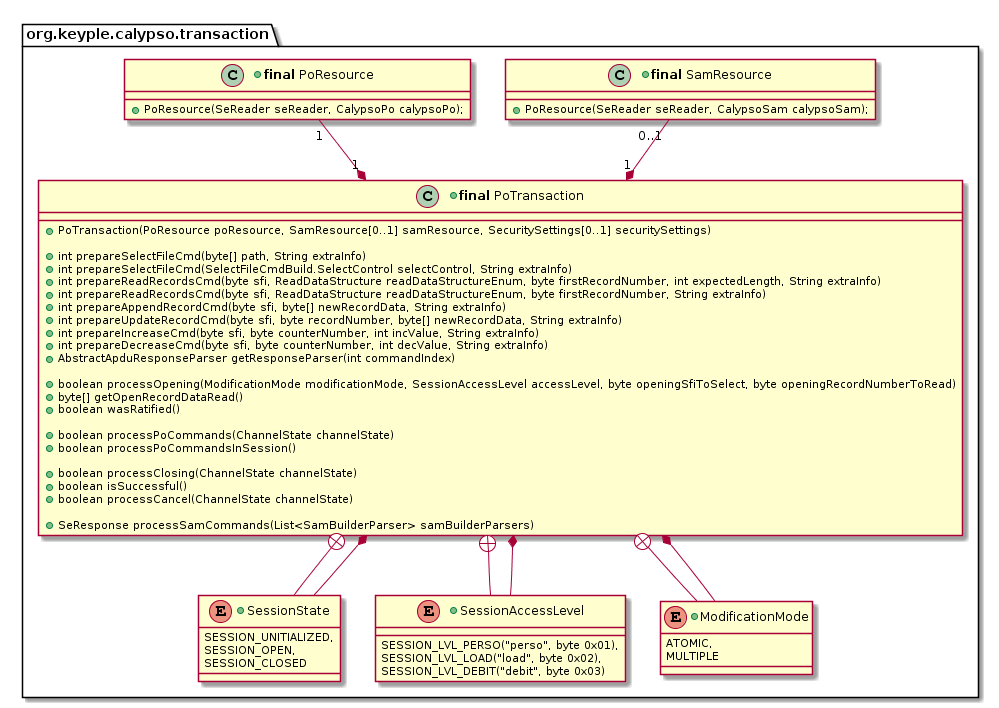 org.keyple.calypso.transaction
C final PoResource
PoResource(SeReader seReader, CalypsoPo calypsoPo);
C final SamResource
PoResource(SeReader seReader, CalypsoSam calypsoSam);
1
0..1
1
1
C final PoTransaction
PoTransaction(PoResource poResource, SamResource[0..1] samResource, SecuritySettings[0..1] securitySettings)
int prepareSelectFileCmd(byte[] path, String extraInfo)
int prepareSelectFileCmd(SelectFileCmdBuild.SelectControl selectControl, String extraInfo)
int prepareReadRecordsCmd(byte sfi, ReadDataStructure readDataStructureEnum, byte firstRecordNumber, int expectedLength, String extraInfo)
int prepareReadRecordsCmd(byte sfi, ReadDataStructure readDataStructureEnum, byte firstRecordNumber, String extraInfo)
int prepareAppendRecordCmd(byte sfi, byte[] newRecordData, String extraInfo)
int prepareUpdateRecordCmd(byte sfi, byte recordNumber, byte[] newRecordData, String extraInfo)
int prepareIncreaseCmd(byte sfi, byte counterNumber, int incValue, String extraInfo)
int prepareDecreaseCmd(byte sfi, byte counterNumber, int decValue, String extraInfo)
AbstractApduResponseParser getResponseParser(int commandIndex)
boolean processOpening(ModificationMode modificationMode, SessionAccessLevel accessLevel, byte openingSfiToSelect, byte openingRecordNumberToRead)
byte[] getOpenRecordDataRead()
boolean wasRatified()
boolean processPoCommands(ChannelState channelState)
boolean processPoCommandsInSession()
boolean processClosing(ChannelState channelState)
boolean isSuccessful()
boolean processCancel(ChannelState channelState)
SeResponse processSamCommands(List<SamBuilderParser> samBuilderParsers)
E SessionState
SESSION_UNITIALIZED,
SESSION_OPEN,
SESSION_CLOSED
E SessionAccessLevel
SESSION_LVL_PERSO("perso", byte 0x01),
SESSION_LVL_LOAD("load", byte 0x02),
SESSION_LVL_DEBIT("debit", byte 0x03)
E ModificationMode
ATOMIC,
MULTIPLE